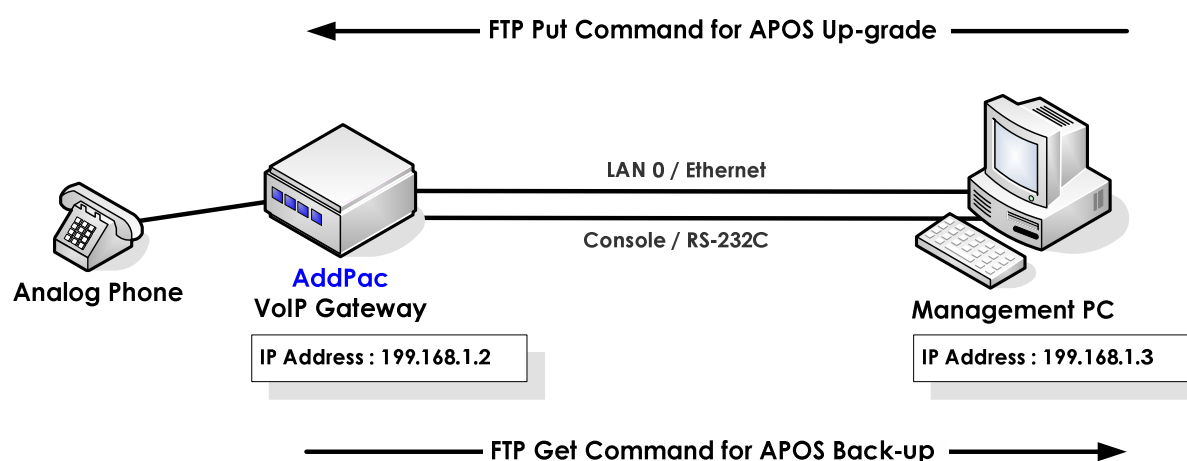 FTP Put Command for APOS Up-grade
LAN 0 / Ethernet
Console / RS-232C
Analog Phone
AddPac
VoIP Gateway
IP Address : 199.168.1.2
Management PC
IP Address : 199.168.1.3
FTP Get Command for APOS Back-up